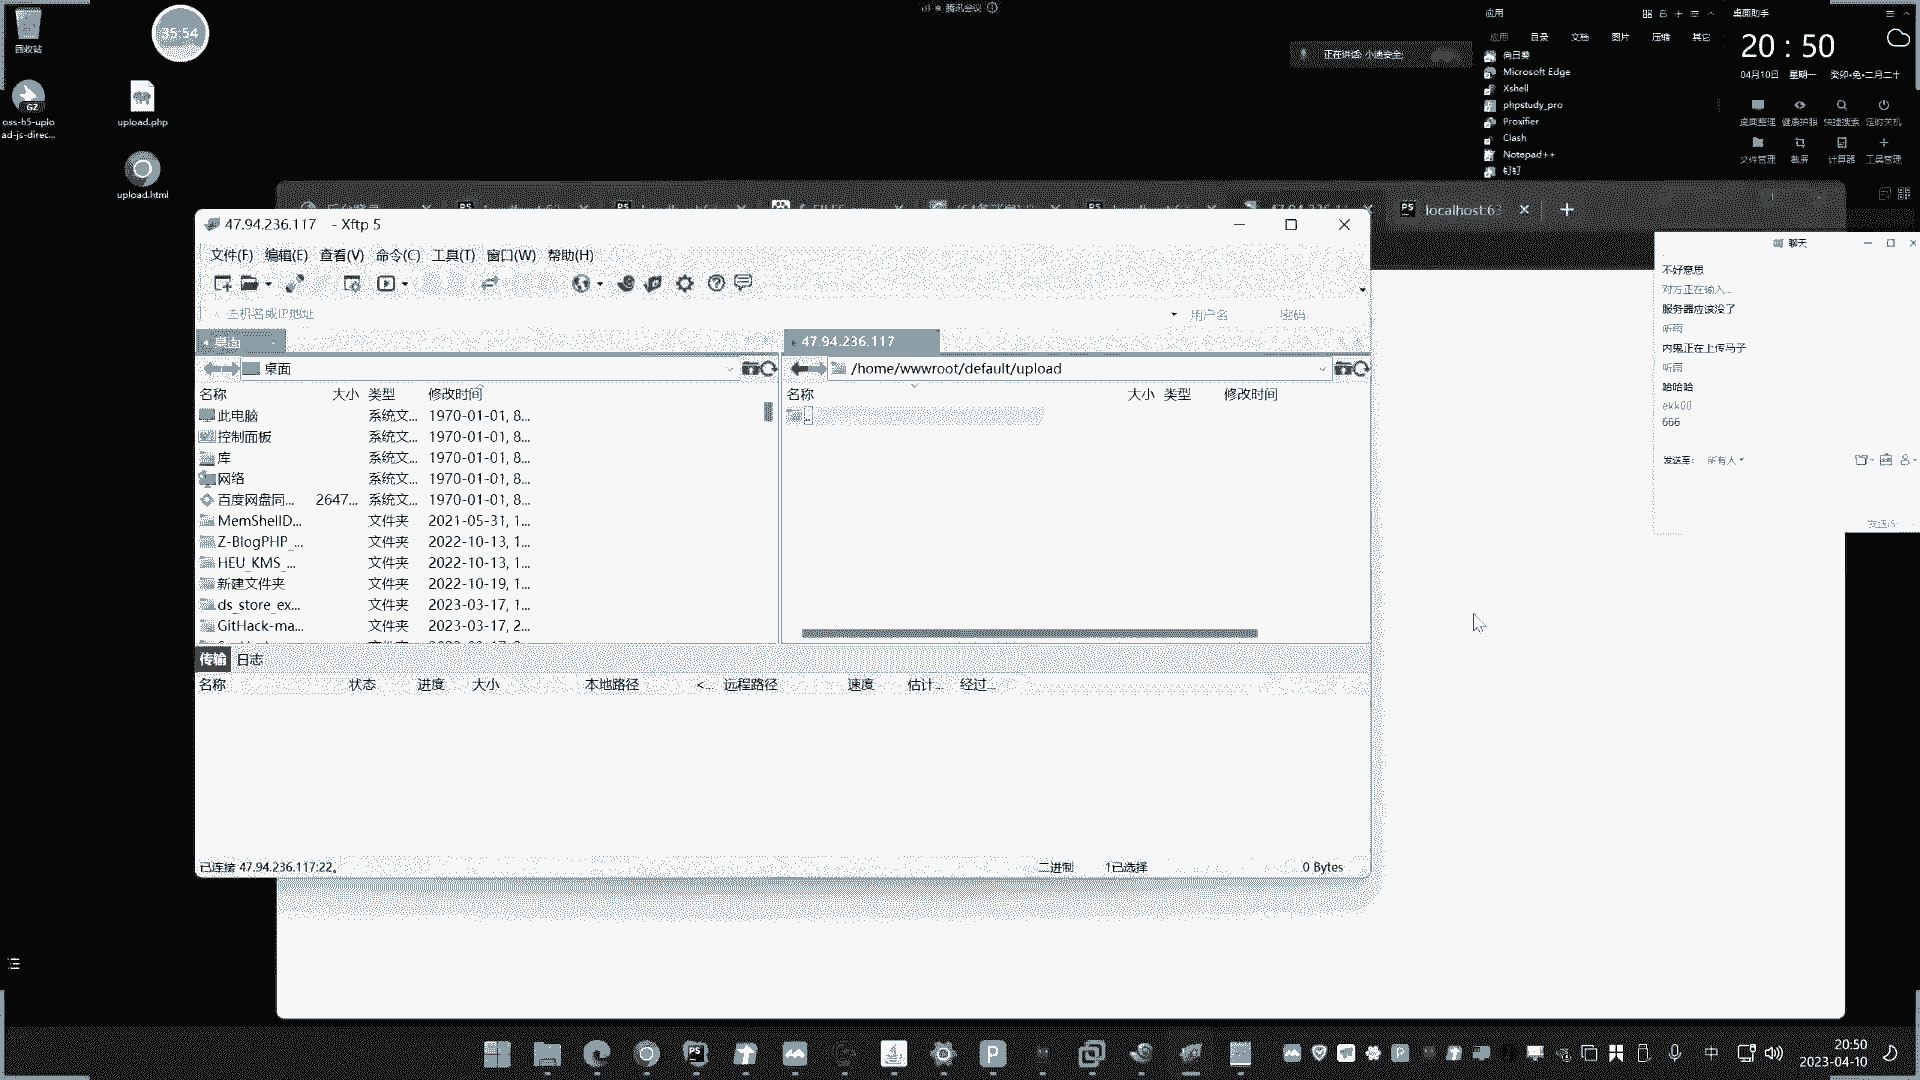 腾讯会议
回收站
35:54
oss-h5-uplo
ad-js-direc...
upload.php
upload.html
正在讲话: 小迪安全;
应用
应用 目录 文档 图片 压缩 其它
向日葵
Microsoft Edge
Xshell
phpstudy_pro
Proxifier
Clash
Notepad++
钉钉
桌面助手
20 : 50
04月10日 星期一 癸卯•兔•二月二十
桌面整理 健康护眼 快捷搜索 定时关机
文件管理 截屏 计算器 工具管理
localhost:63
47.94.236.117 - Xftp 5
文件(F) 编辑(E) 查看(V) 命令(C) 工具(T) 窗口(W) 帮助(H)
主机名或IP地址 用户名 密码
桌面
47.94.236.117
桌面
/home/wwwroot/default/upload
名称 大小 类型 修改时间
名称 大小 类型 修改时间
此电脑 系统文... 1970-01-01, 8...
控制面板 系统文... 1970-01-01, 8...
库 系统文... 1970-01-01, 8...
网络 系统文... 1970-01-01, 8...
百度网盘同... 2647... 系统文... 1970-01-01, 8...
MemShellD... 文件夹 2021-05-31, 1...
Z-BlogPHP_... 文件夹 2022-10-13, 1...
HEU_KMS_... 文件夹 2022-10-13, 1...
新建文件夹 文件夹 2022-10-19, 1...
ds_store_ex... 文件夹 2023-03-17, 1...
GitHack-ma... 文件夹 2023-03-17, 2...
..
传输 日志
名称 状态 进度 大小 本地路径 <.. 远程路径 速度 估计... 经过...
已连接 47.94.236.117:22。 二进制 1已选择 0 Bytes
聊天
不好意思
对方正在输入...
服务器应该没了
听雨
内鬼正在上传马子
听雨
哈哈哈
ekk60
666
发送至: 所有人
中
20:50
2023-04-10